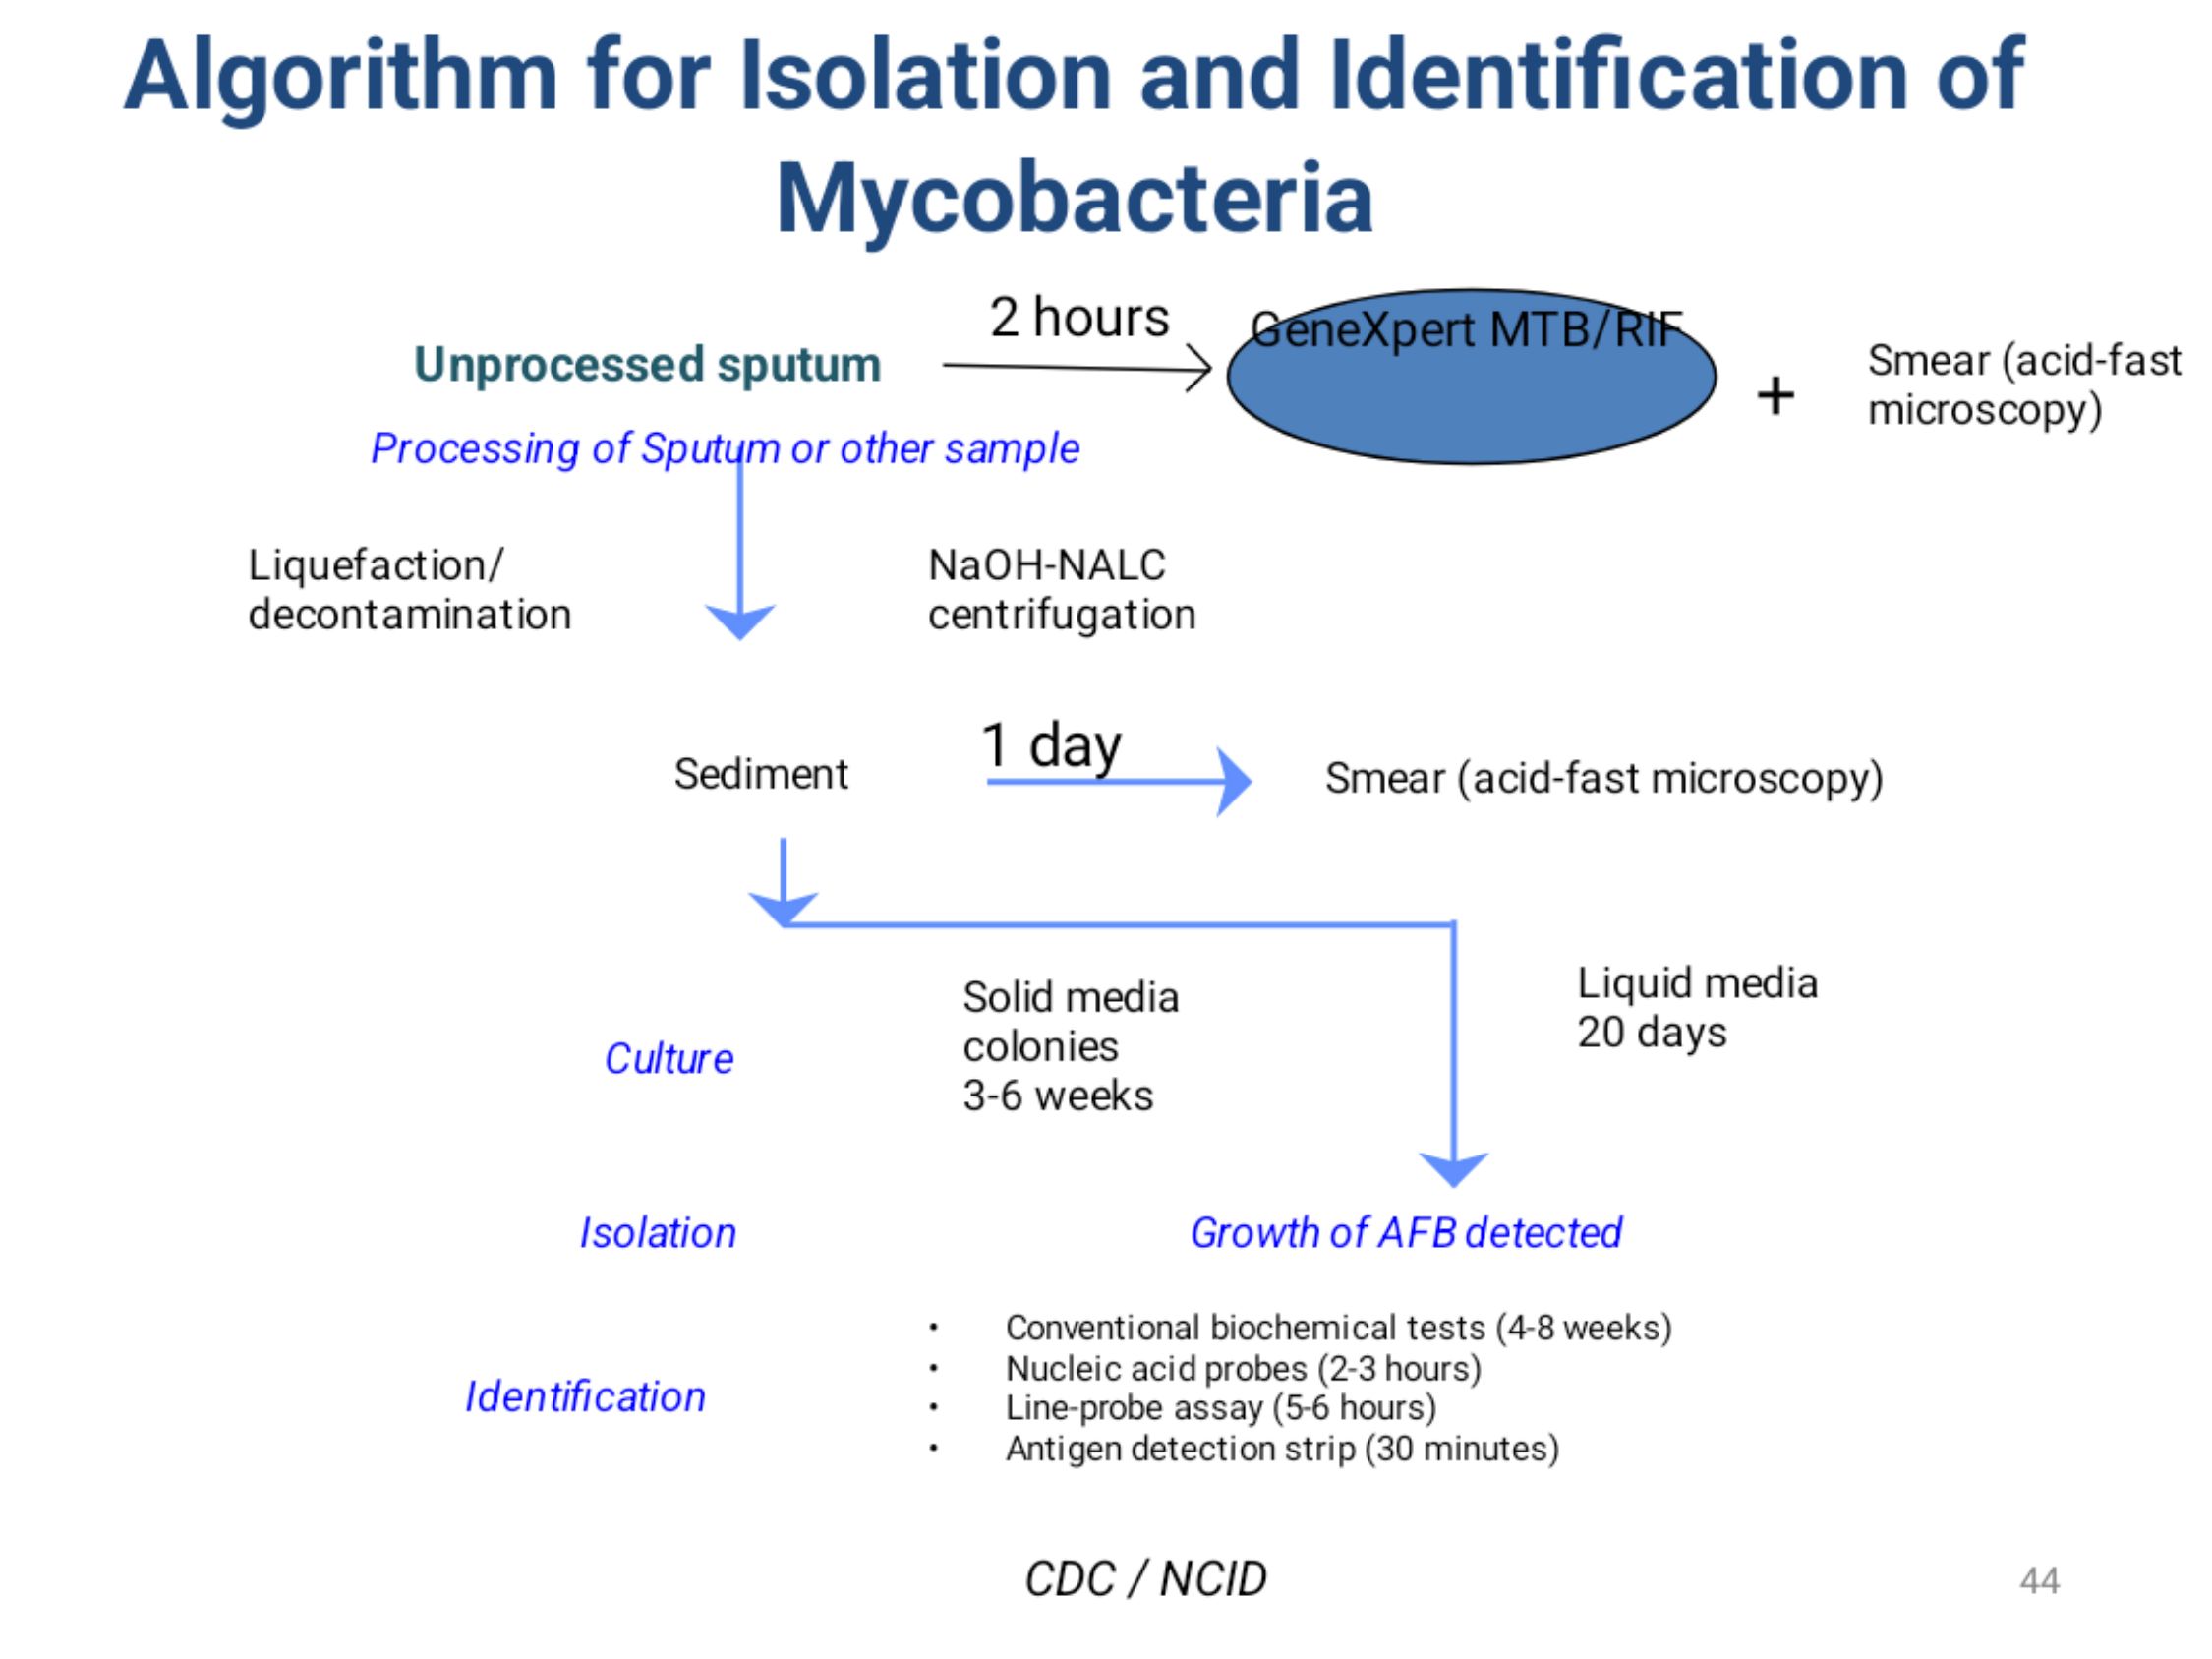 Algorithm for Isolation and Identification of
Mycobacteria
2 hours
GeneXpert MTB/RIF
Unprocessed sputum
+
Smear (acid-fast
microscopy)
Processing of Sputum or other sample
Liquefaction/
decontamination
NaOH-NALC
centrifugation
1 day
Sediment
Smear (acid-fast microscopy)
Solid media
colonies
3-6 weeks
Liquid media
20 days
Culture
Isolation
Growth of AFB detected
Identification
• Conventional biochemical tests (4-8 weeks)
• Nucleic acid probes (2-3 hours)
• Line-probe assay (5-6 hours)
• Antigen detection strip (30 minutes)
CDC / NCID
44